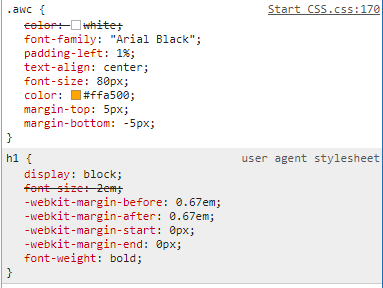 .awc { Start CSS.css:170
color: white;
font-family: "Arial Black";
padding-left: 1%;
text-align: center;
font-size: 80px;
color: #ffa500;
margin-top: 5px;
margin-bottom: -5px;
}
h1 { user agent stylesheet
display: block;
font-size: 2em;
-webkit-margin-before: 0.67em;
-webkit-margin-after: 0.67em;
-webkit-margin-start: 0px;
-webkit-margin-end: 0px;
font-weight: bold;
}